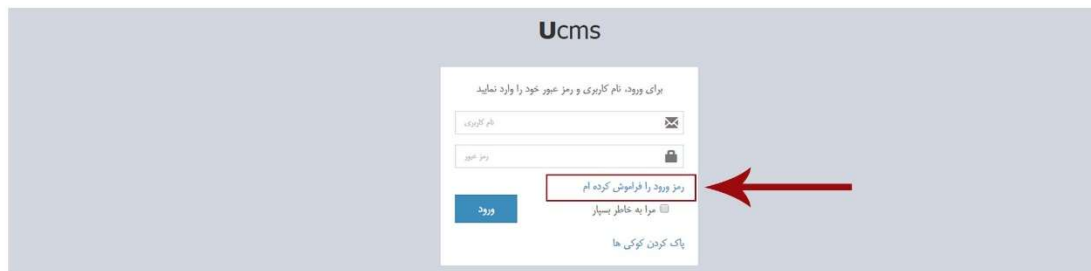 Ucms
برای ورود، نام کاربری و رمز عبور خود را وارد نمایید
نام کاربری
رمز عبور
رمز ورود را فراموش کرده ام
مرا به خاطر بسپار
ورود
پاک کردن کوکی ها